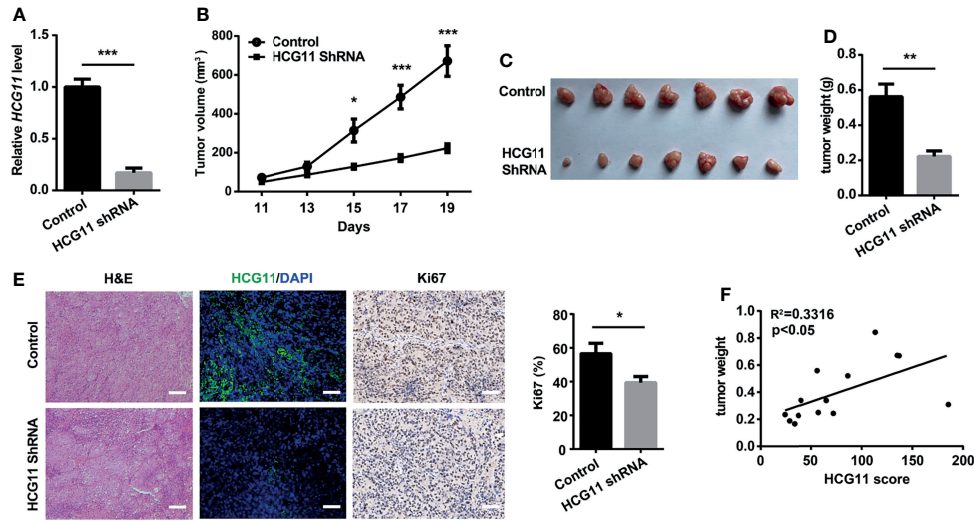 A
Relative HCG11 level
1.5
1.0
0.5
0.0
***
Control
HCG11 shRNA
B
Tumor volume (mm³)
800
600
400
200
0
Control
HCG11 ShRNA
*
***
***
11 13 15 17 19
Days
C
Control
HCG11
ShRNA
D
tumor weight (g)
0.8
0.6
0.4
0.2
0.0
**
Control
HCG11 shRNA
E
H&E
HCG11/DAPI
Ki67
Control
HCG11 ShRNA
Ki67 (%)
80
60
40
20
0
*
Control
HCG11 shRNA
F
tumor weight
1.0
0.8
0.6
0.4
0.2
0.0
R²=0.3316
p<0.05
0 50 100 150 200
HCG11 score